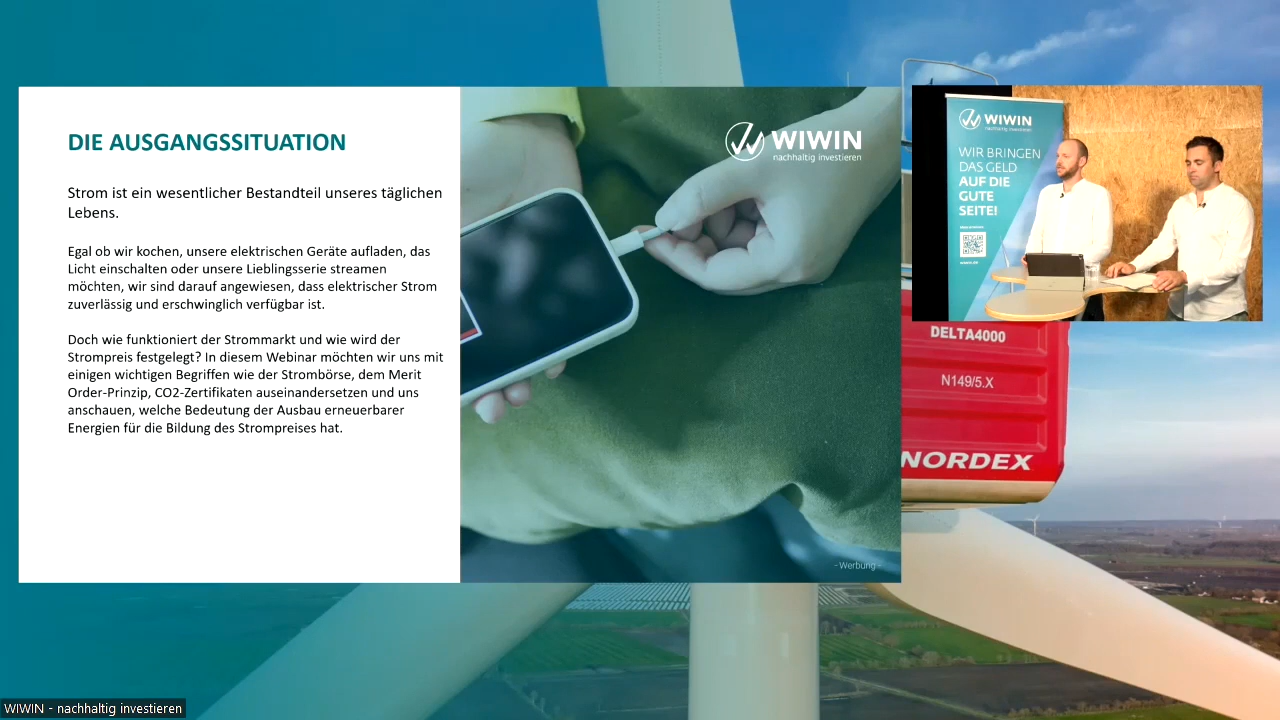 DIE AUSGANGSSITUATION
Strom ist ein wesentlicher Bestandteil unseres täglichen
Lebens.
Egal ob wir kochen, unsere elektrischen Geräte aufladen, das
Licht einschalten oder unsere Lieblingsserie streamen
möchten, wir sind darauf angewiesen, dass elektrischer Strom
zuverlässig und erschwinglich verfügbar ist.
Doch wie funktioniert der Strommarkt und wie wird der
Strompreis festgelegt? In diesem Webinar möchten wir uns mit
einigen wichtigen Begriffen wie der Strombörse, dem Merit
Order-Prinzip, CO2-Zertifikaten auseinandersetzen und uns
anschauen, welche Bedeutung der Ausbau erneuerbarer
Energien für die Bildung des Strompreises hat.
WIWIN
nachhaltig investieren
- Werbung -
WIWIN
nachhaltig investieren
WIR BRINGEN
DAS GELD
AUF DIE
GUTE
SEITE!
DELTA4000
N149/5.X
NORDEX
WIWIN - nachhaltig investieren